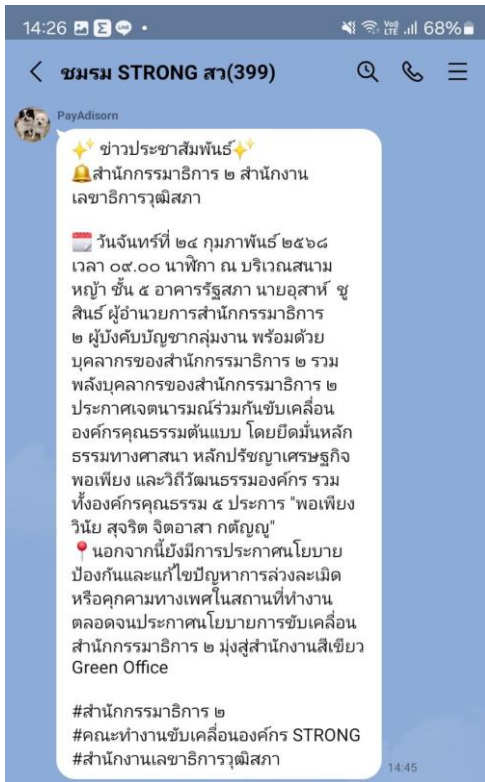 14:26
68%
ชมรม STRONG สว(399)
PayAdisorn
✨ ข่าวประชาสัมพันธ์✨
🔔สำนักกรรมาธิการ ๒ สำนักงาน
เลขาธิการวุฒิสภา
🗓️ วันจันทร์ที่ ๒๔ กุมภาพันธ์ ๒๕๖๘
เวลา ๐๙.๐๐ นาฬิกา ณ บริเวณสนาม
หญ้า ชั้น ๕ อาคารรัฐสภา นายอุสาห์ ชู
สินธ์ ผู้อำนวยการสำนักกรรมาธิการ
๒ ผู้บังคับบัญชากลุ่มงาน พร้อมด้วย
บุคลากรของสำนักกรรมาธิการ ๒ รวม
พลังบุคลากรของสำนักกรรมาธิการ ๒
ประกาศเจตนารมณ์ร่วมกันขับเคลื่อน
องค์กรคุณธรรมต้นแบบ โดยยึดมั่นหลัก
ธรรมทางศาสนา หลักปรัชญาเศรษฐกิจ
พอเพียง และวิถีวัฒนธรรมองค์กร รวม
ทั้งองค์กรคุณธรรม ๕ ประการ "พอเพียง
วินัย สุจริต จิตอาสา กตัญญู"
📍นอกจากนี้ยังมีการประกาศนโยบาย
ป้องกันและแก้ไขปัญหาการล่วงละเมิด
หรือคุกคามทางเพศในสถานที่ทำงาน
ตลอดจนประกาศนโยบายการขับเคลื่อน
สำนักกรรมาธิการ ๒ มุ่งสู่สำนักงานสีเขียว
Green Office
#สำนักกรรมาธิการ ๒
#คณะทำงานขับเคลื่อนองค์กร STRONG
#สำนักงานเลขาธิการวุฒิสภา
14:45